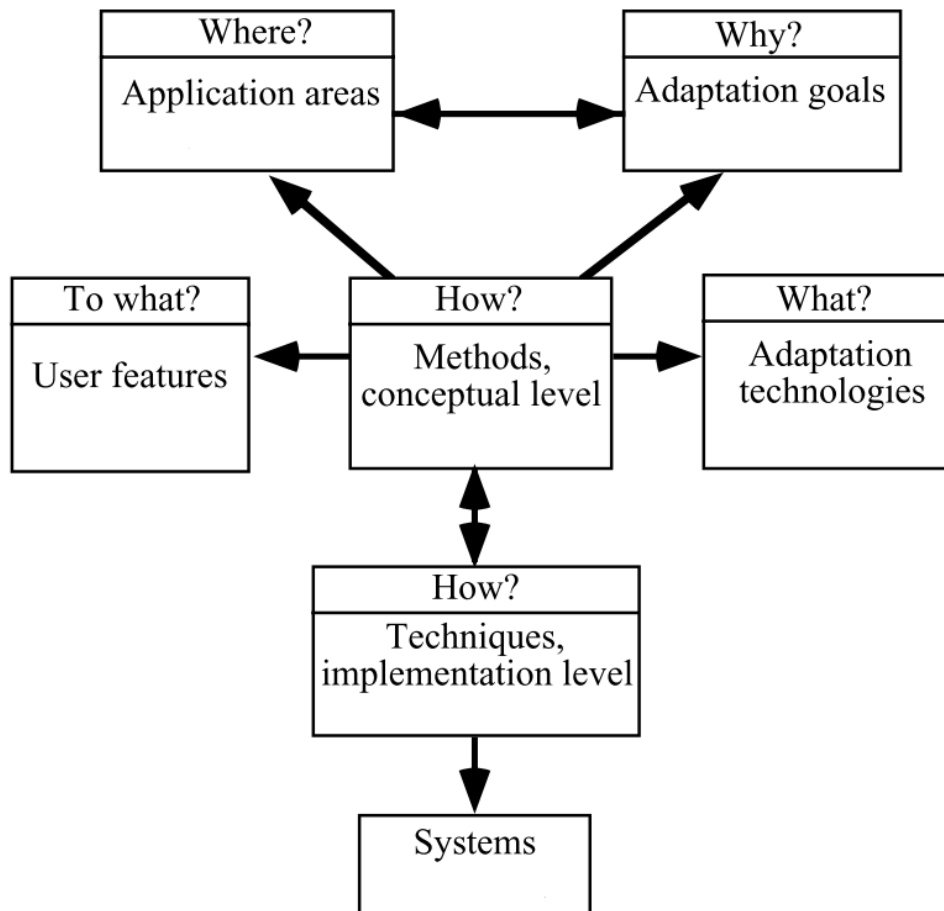 Where?
Application areas
Why?
Adaptation goals
To what?
User features
How?
Methods,
conceptual level
What?
Adaptation
technologies
How?
Techniques,
implementation level
Systems